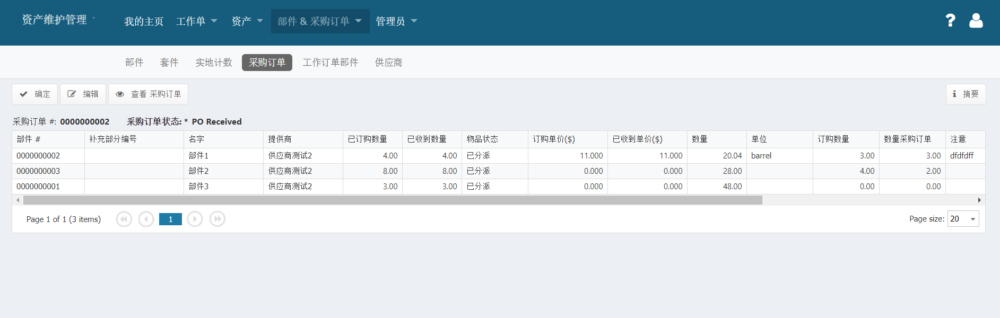 资产维护管理
我的主页 工作单 资产 部件 & 采购订单 管理员
部件 套件 实地计数 采购订单 工作订单部件 供应商
确定 编辑 查看 采购订单 摘要
采购订单 #: 0000000002 采购订单状态: * PO Received
部件 # 补充部分编号 名字 提供商 已订购数量 已收到数量 物品状态 订购单价($) 已收到单价($) 数量 单位 订购数量 数量采购订单 注意
0000000002 部件1 供应商测试2 4.00 4.00 已分派 11.000 11.000 20.04 barrel 3.00 3.00 dfdfdff
0000000003 部件2 供应商测试2 8.00 8.00 已分派 0.000 0.000 28.00 4.00 2.00
0000000001 部件3 供应商测试2 3.00 3.00 已分派 0.000 0.000 48.00 0.00 0.00
Page 1 of 1 (3 items) 1 Page size: 20